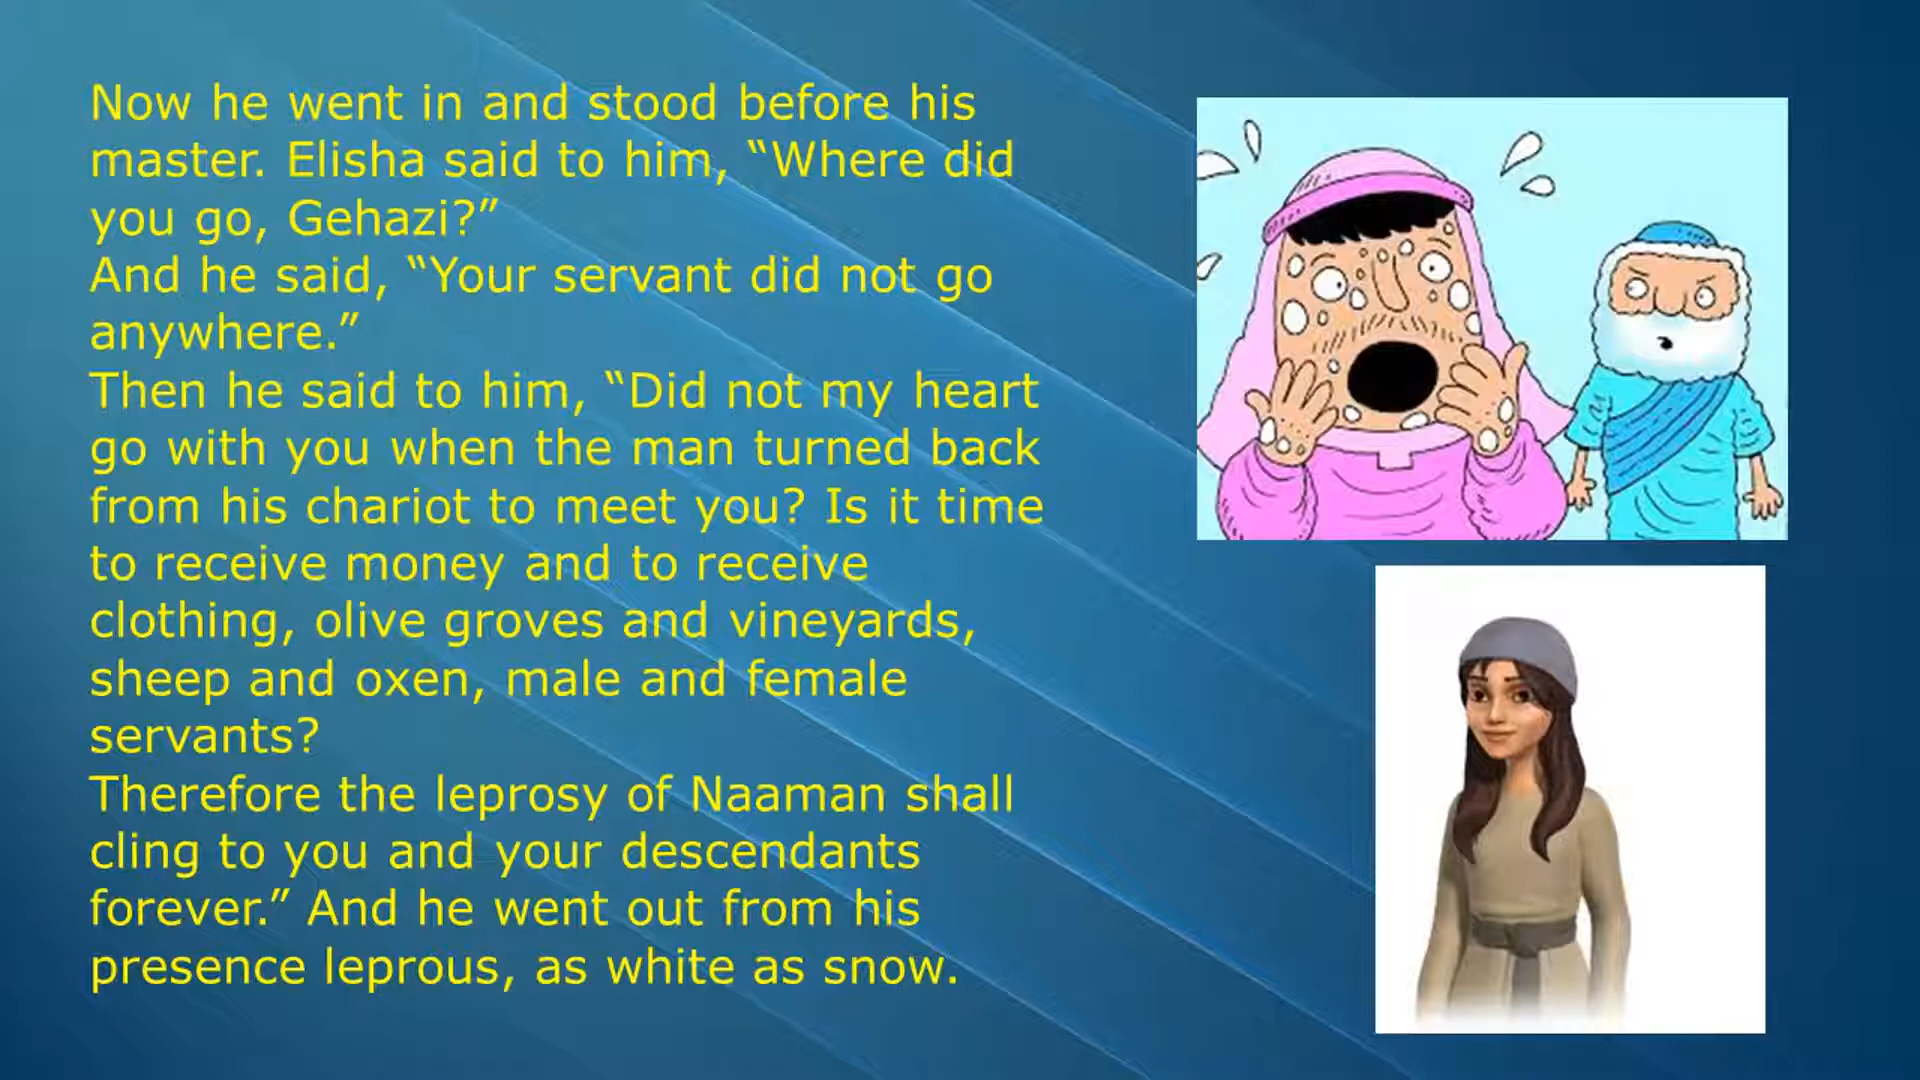 Now he went in and stood before his
master. Elisha said to him, “Where did
you go, Gehazi?”
And he said, “Your servant did not go
anywhere.”
Then he said to him, “Did not my heart
go with you when the man turned back
from his chariot to meet you? Is it time
to receive money and to receive
clothing, olive groves and vineyards,
sheep and oxen, male and female
servants?
Therefore the leprosy of Naaman shall
cling to you and your descendants
forever.” And he went out from his
presence leprous, as white as snow.